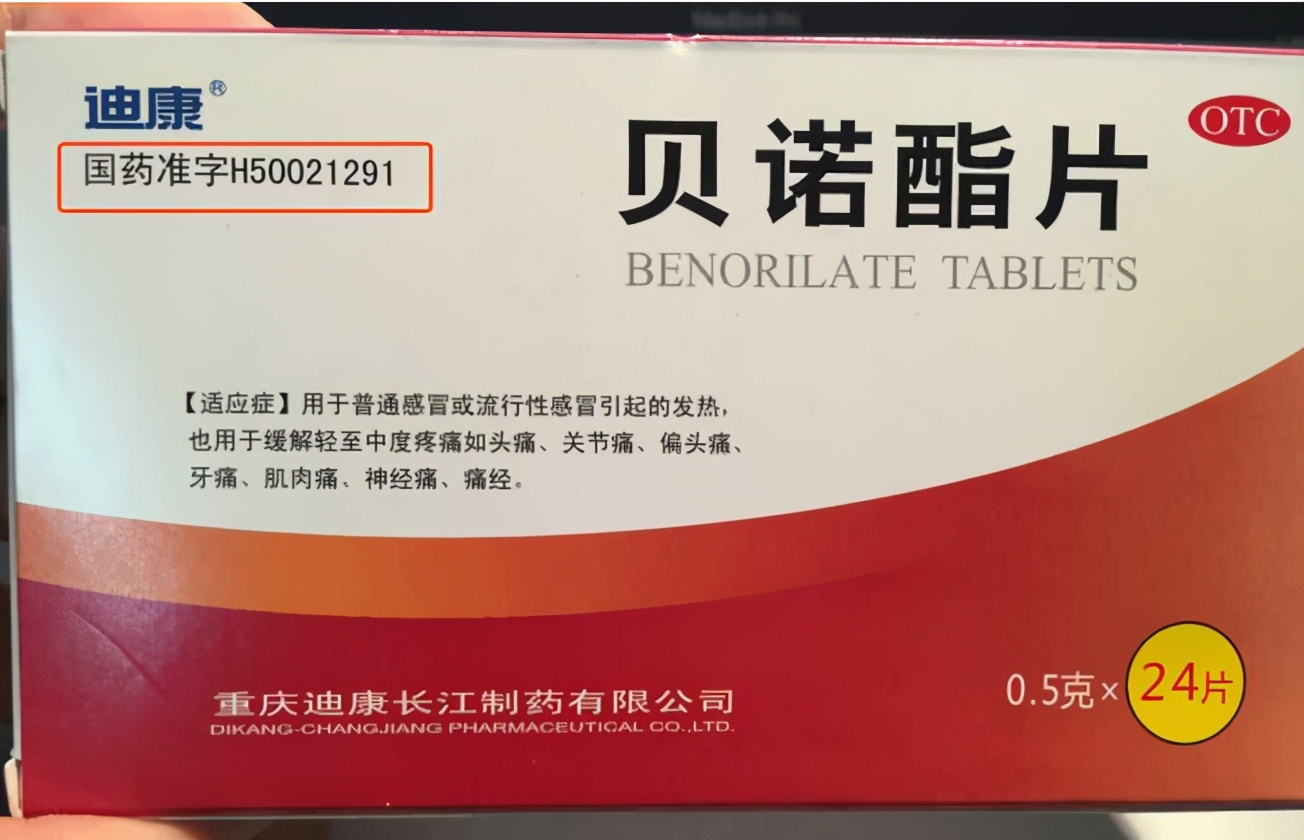 迪康®
国药准字H50021291
OTC
贝诺酯片
BENORILATE TABLETS
【适应症】用于普通感冒或流行性感冒引起的发热，
也用于缓解轻至中度疼痛如头痛、关节痛、偏头痛、
牙痛、肌肉痛、神经痛、痛经。
0.5克×24片
重庆迪康长江制药有限公司
DIKANG-CHANGJIANG PHARMACEUTICAL CO.,LTD.